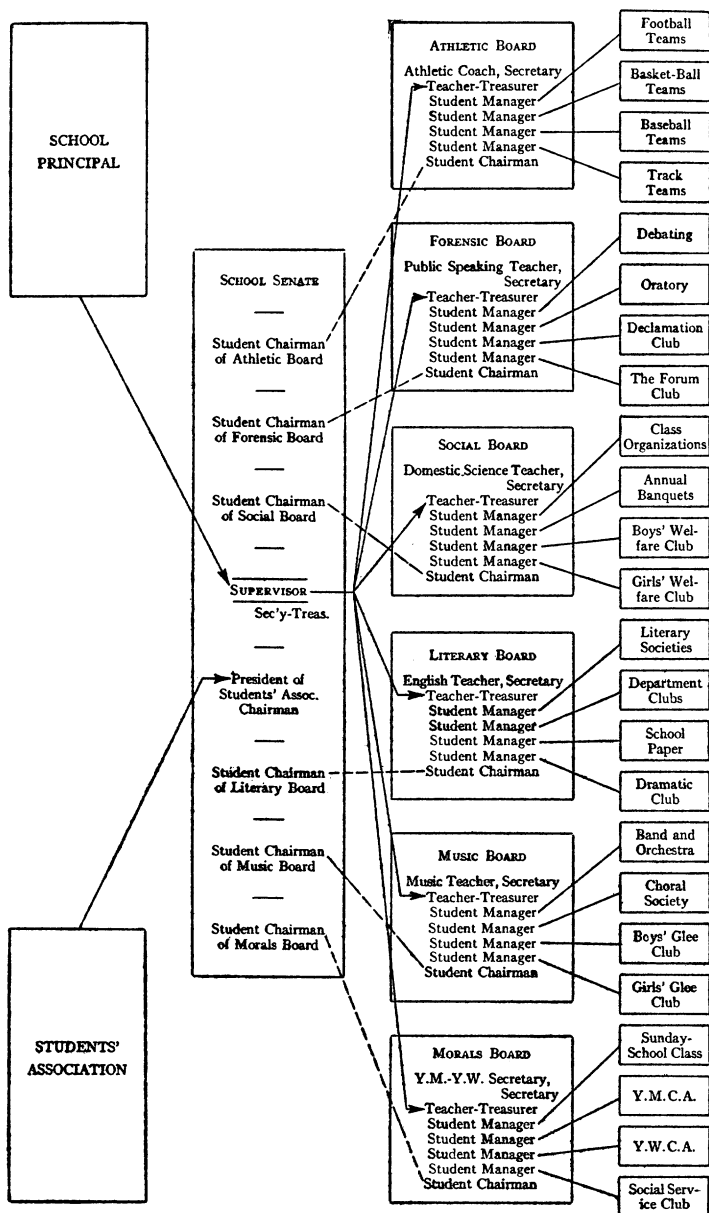 SCHOOL
PRINCIPAL
STUDENTS'
ASSOCIATION
SCHOOL SENATE
Student Chairman
of Athletic Board
Student Chairman
of Forensic Board
Student Chairman
of Social Board
SUPERVISOR
Sec'y-Treas.
President of
Students' Assoc.
Chairman
Student Chairman
of Literary Board
Student Chairman
of Music Board
Student Chairman
of Morals Board
ATHLETIC BOARD
Athletic Coach, Secretary
Teacher-Treasurer
Student Manager
Student Manager
Student Manager
Student Manager
Student Chairman
Football
Teams
Basket-Ball
Teams
Baseball
Teams
Track
Teams
FORENSIC BOARD
Public Speaking Teacher,
Secretary
Teacher-Treasurer
Student Manager
Student Manager
Student Manager
Student Manager
Student Chairman
Debating
Oratory
Declamation
Club
The Forum
Club
SOCIAL BOARD
Domestic Science Teacher,
Secretary
Teacher-Treasurer
Student Manager
Student Manager
Student Manager
Student Manager
Student Chairman
Class
Organizations
Annual
Banquets
Boys' Wel-
fare Club
Girls' Wel-
fare Club
LITERARY BOARD
English Teacher, Secretary
Teacher-Treasurer
Student Manager
Student Manager
Student Manager
Student Manager
Student Chairman
Literary
Societies
Department
Clubs
School
Paper
Dramatic
Club
MUSIC BOARD
Music Teacher, Secretary
Teacher-Treasurer
Student Manager
Student Manager
Student Manager
Student Manager
Student Chairman
Band and
Orchestra
Choral
Society
Boys' Glee
Club
Girls' Glee
Club
MORALS BOARD
Y.M.-Y.W. Secretary,
Secretary
Teacher-Treasurer
Student Manager
Student Manager
Student Manager
Student Manager
Student Chairman
Sunday-
School Class
Y.M.C.A.
Y.W.C.A.
Social Serv-
ice Club